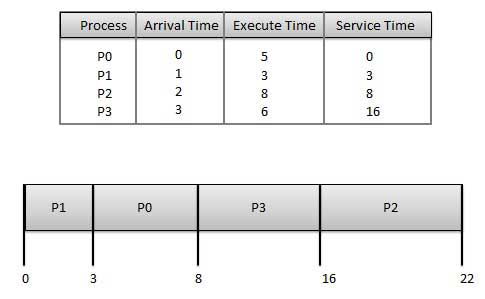 Process Arrival Time Execute Time Service Time
P0 0 5 0
P1 1 3 3
P2 2 8 8
P3 3 6 16
P1 P0 P3 P2
0 3 8 16 22